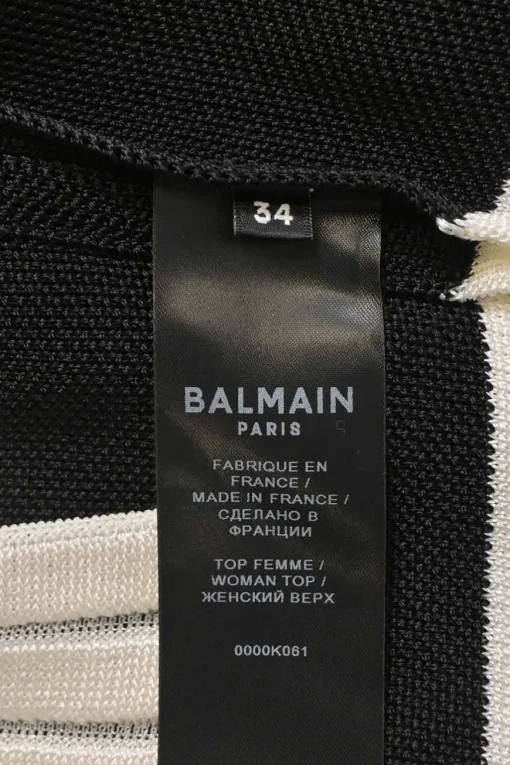 34
BALMAIN
PARIS
FABRIQUE EN
FRANCE /
MADE IN FRANCE /
СДЕЛАНО В
ФРАНЦИИ
TOP FEMME /
WOMAN TOP /
ЖЕНСКИЙ ВЕРХ
0000K061